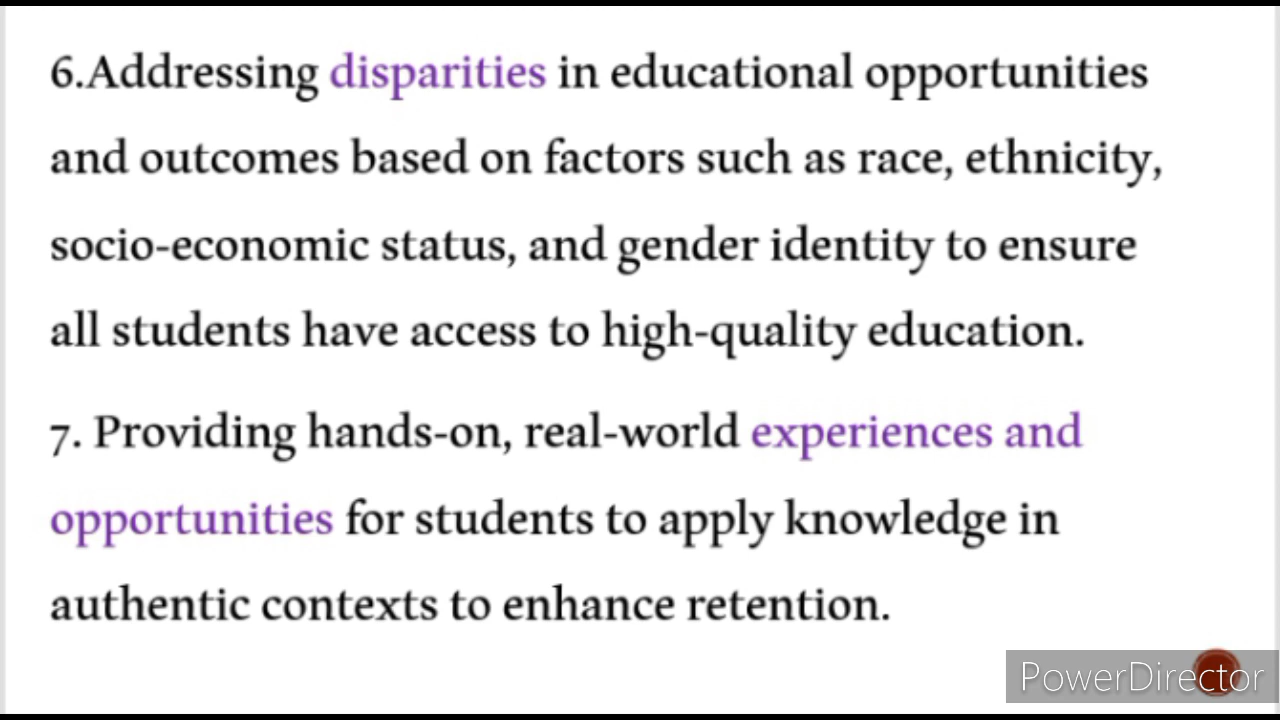 6.Addressing disparities in educational opportunities
and outcomes based on factors such as race, ethnicity,
socio-economic status, and gender identity to ensure
all students have access to high-quality education.
7. Providing hands-on, real-world experiences and
opportunities for students to apply knowledge in
authentic contexts to enhance retention.
PowerDirector